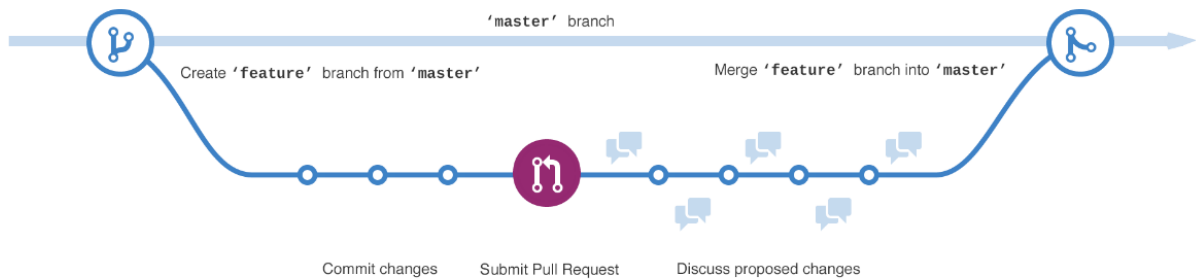 ‘master’ branch
Create ‘feature’ branch from ‘master’
Merge ‘feature’ branch into ‘master’
Commit changes
Submit Pull Request
Discuss proposed changes